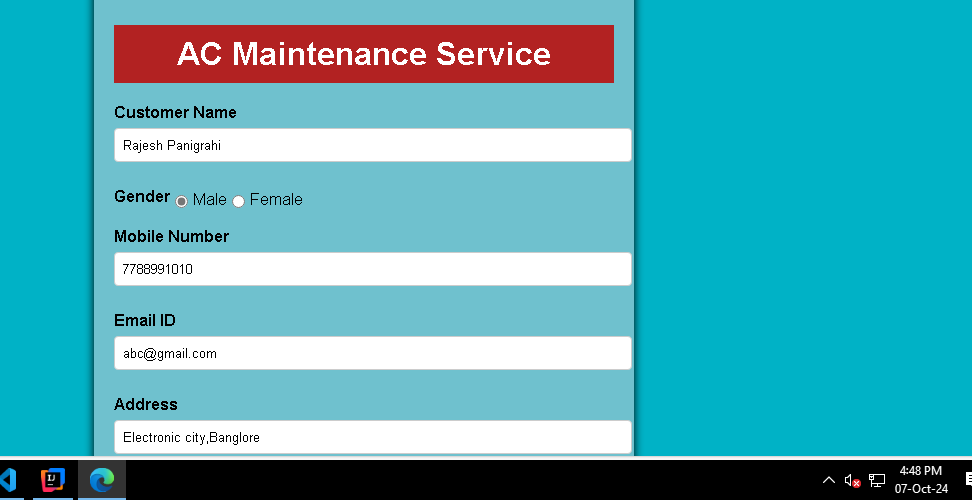 AC Maintenance Service
Customer Name
Rajesh Panigrahi
Gender Male Female
Mobile Number
7788991010
Email ID
abc@gmail.com
Address
Electronic city,Banglore
IJ
4:48 PM
07-Oct-24